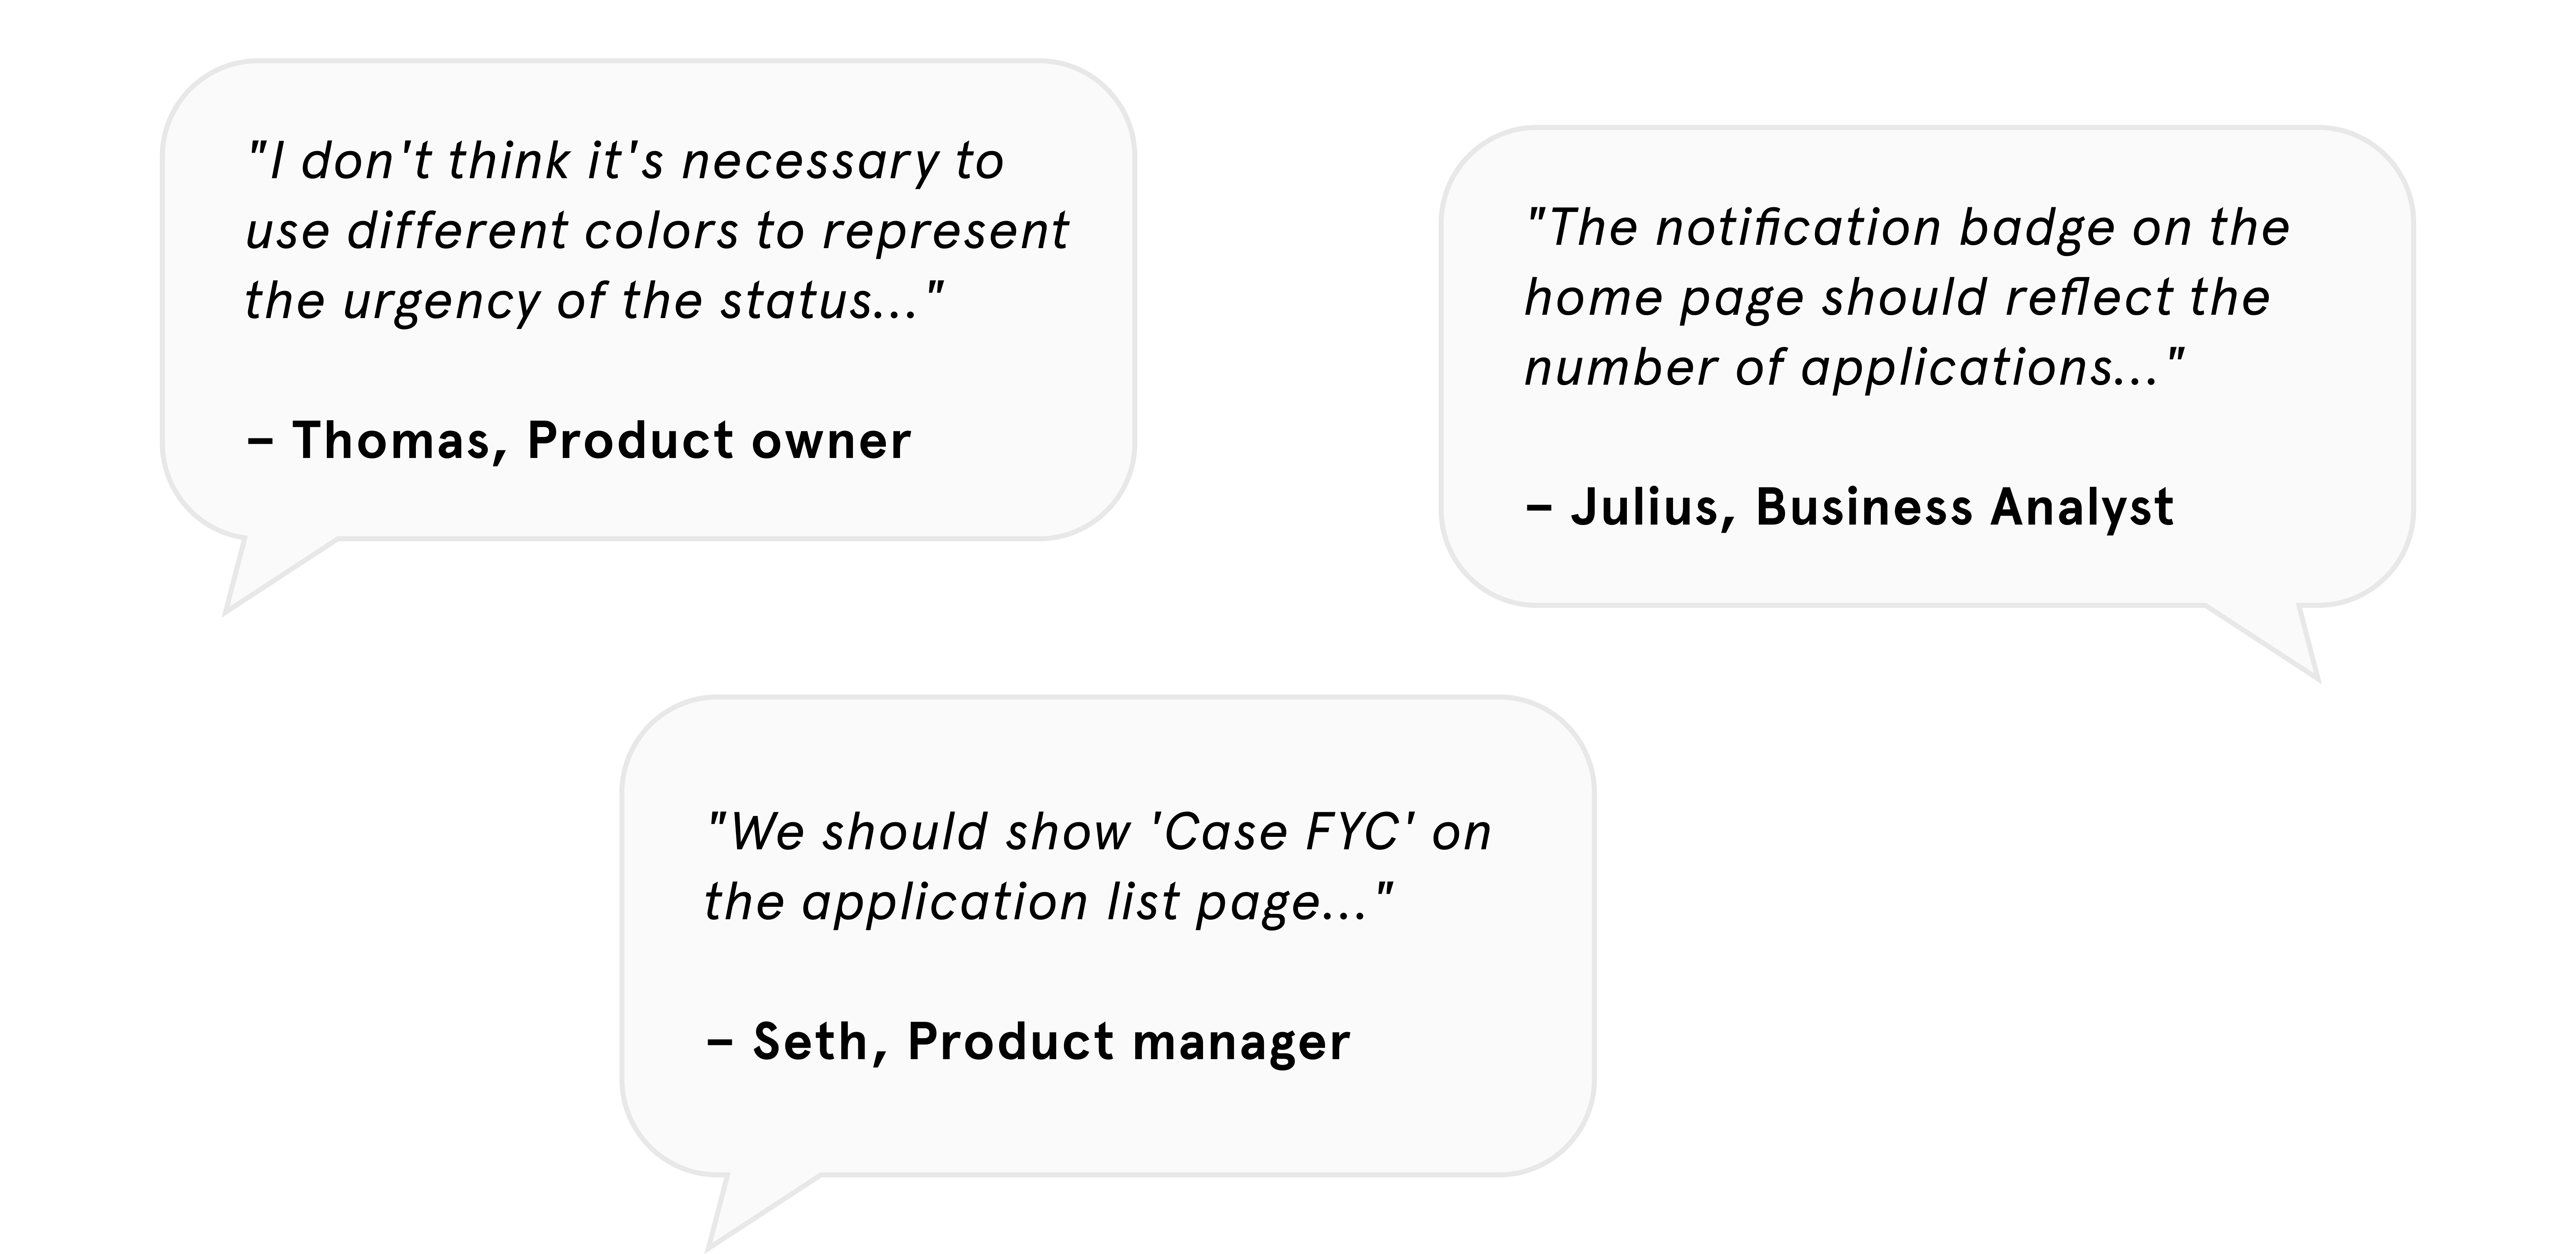 "I don't think it's necessary to
use different colors to represent
the urgency of the status..."
– Thomas, Product owner
"The notification badge on the
home page should reflect the
number of applications..."
– Julius, Business Analyst
"We should show 'Case FYC' on
the application list page..."
– Seth, Product manager